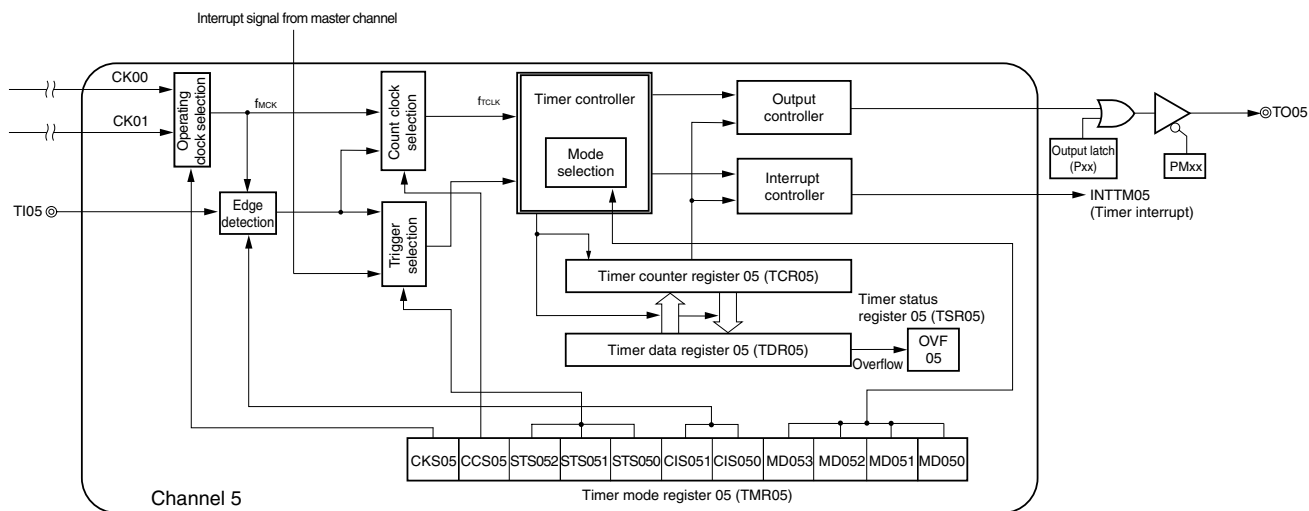 Interrupt signal from master channel
CK00
CK01
Operating
clock selection
fMCK
Count clock
selection
fTCLK
Timer controller
Mode
selection
Output
controller
TO05
Output latch
(Pxx)
PMxx
Interrupt
controller
INTTM05
(Timer interrupt)
TI05
Edge
detection
Trigger
selection
Timer counter register 05 (TCR05)
Timer status
register 05 (TSR05)
Timer data register 05 (TDR05)
Overflow
OVF
05
CKS05 CCS05 STS052 STS051 STS050 CIS051 CIS050 MD053 MD052 MD051 MD050
Channel 5
Timer mode register 05 (TMR05)